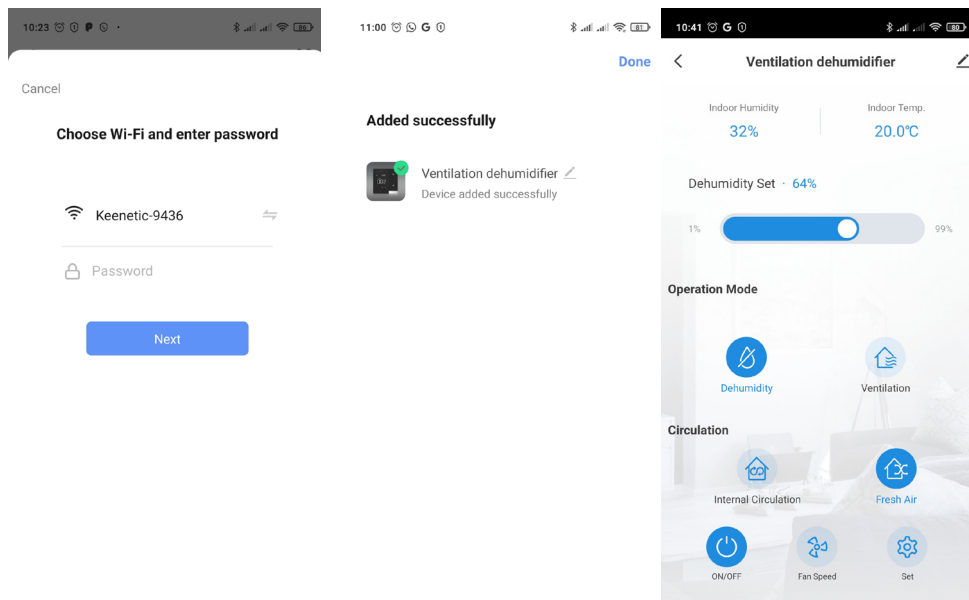 10:23
86
Cancel
Choose Wi-Fi and enter password
Keenetic-9436
Password
Next
11:00
81
Done
Added successfully
Ventilation dehumidifier
Device added successfully
10:41
80
Ventilation dehumidifier
Indoor Humidity
Indoor Temp.
32%
20.0℃
Dehumidity Set · 64%
1%
99%
Operation Mode
Dehumidity
Ventilation
Circulation
Internal Circulation
Fresh Air
ON/OFF
Fan Speed
Set